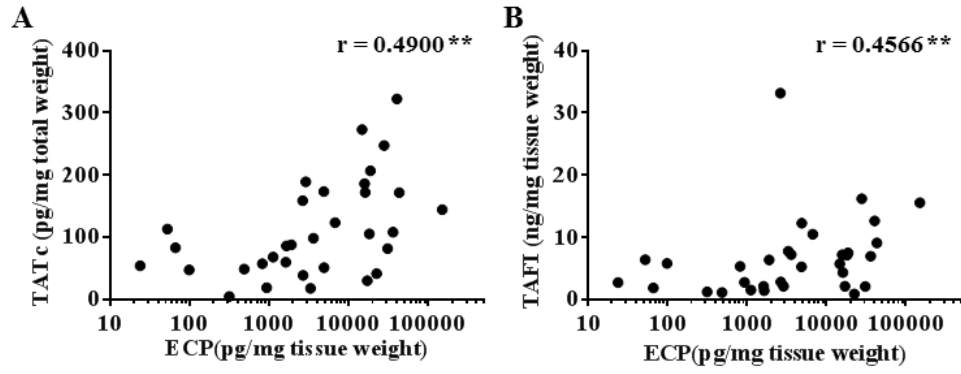 A
r = 0.4900 **
TATc (pg/mg total weight)
400
300
200
100
0
10 100 1000 10000 100000
ECP(pg/mg tissue weight)
B
r = 0.4566 **
TAFI (ng/mg tissue weight)
40
30
20
10
0
10 100 1000 10000 100000
ECP(pg/mg tissue weight)